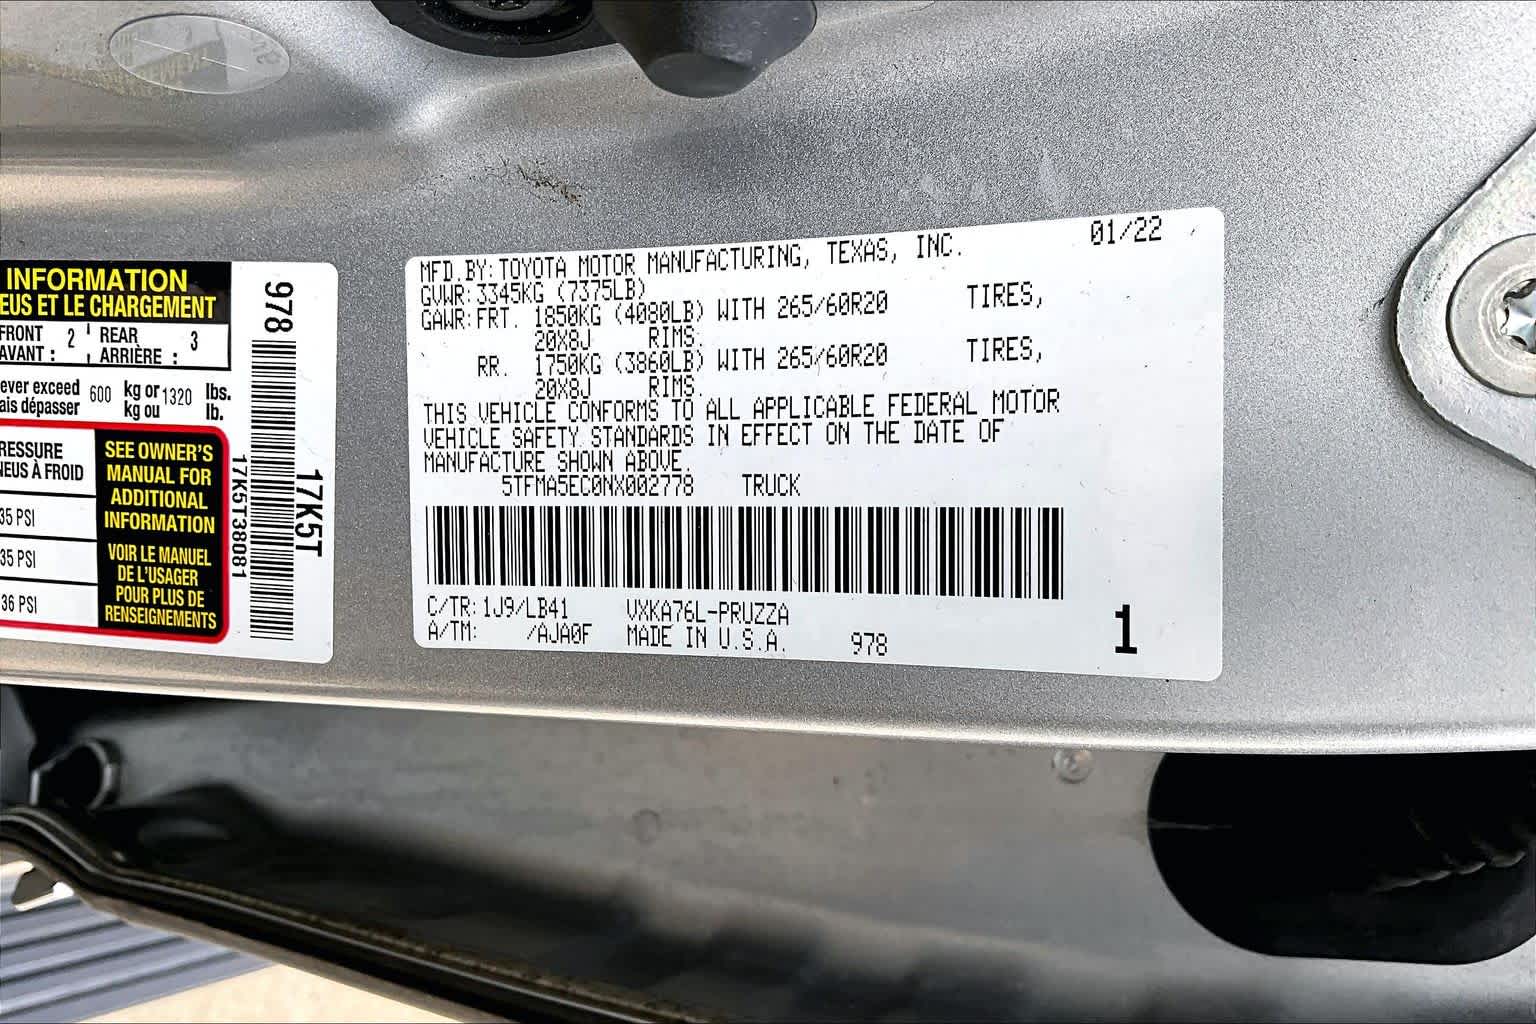 INFORMATION
EUS ET LE CHARGEMENT
FRONT 2 REAR 3
AVANT : ARRIÈRE :
ever exceed 600 kg or 1320 lbs.
ais dépasser kg ou lb.
RESSURE
NEUS À FROID
35 PSI
35 PSI
36 PSI
SEE OWNER'S
MANUAL FOR
ADDITIONAL
INFORMATION
VOIR LE MANUEL
DE L'USAGER
POUR PLUS DE
RENSEIGNEMENTS
978
17K5T38081
17K5T
01/22
MFD.BY:TOYOTA MOTOR MANUFACTURING, TEXAS, INC.
GVWR:3345KG (7375LB)
GAWR:FRT. 1850KG (4080LB) WITH 265/60R20 TIRES,
20X8J RIMS.
RR. 1750KG (3860LB) WITH 265/60R20 TIRES,
20X8J RIMS.
THIS VEHICLE CONFORMS TO ALL APPLICABLE FEDERAL MOTOR
VEHICLE SAFETY STANDARDS IN EFFECT ON THE DATE OF
MANUFACTURE SHOWN ABOVE.
5TFMA5EC0NX002778 TRUCK
C/TR:1J9/LB41 VXKA76L-PRUZZA
A/TM: /AJA0F MADE IN U.S.A. 978
1